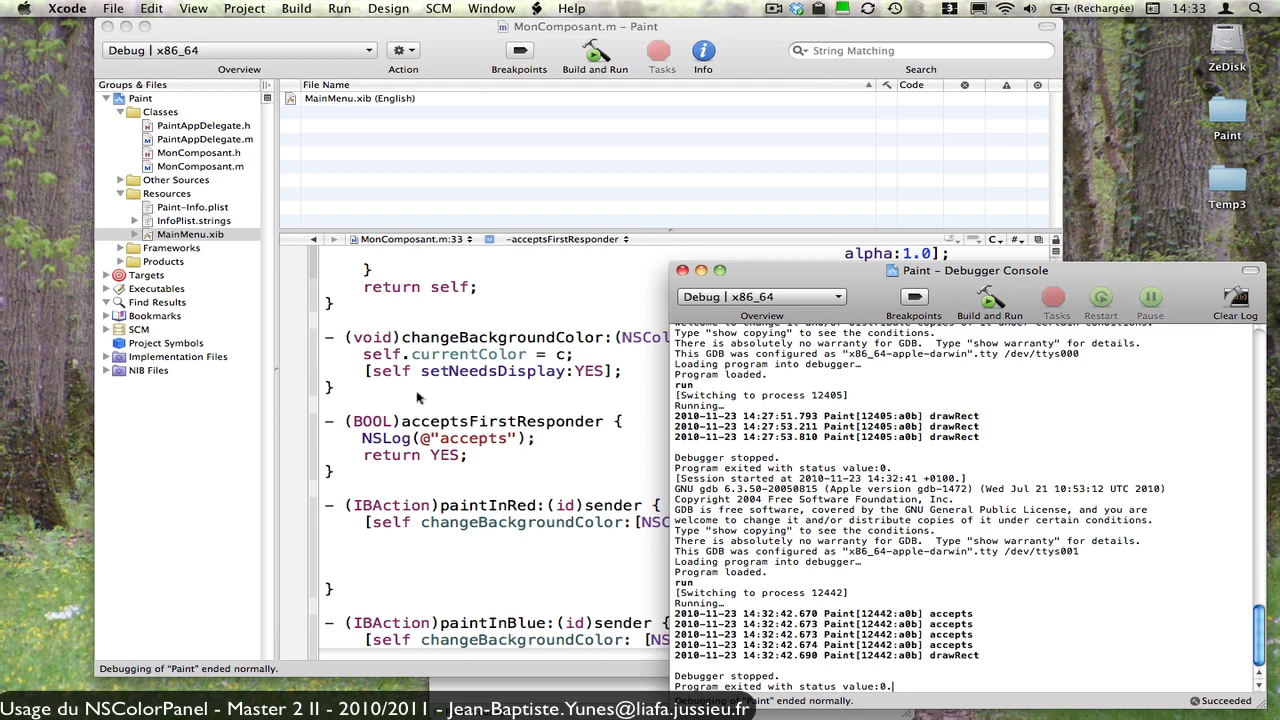 Xcode File Edit View Project Build Run Design SCM Window Help (Rechargée) 14:33
MonComposant.m – Paint
Debug | x86_64
String Matching
Overview Action Breakpoints Build and Run Tasks Info Search
Groups & Files
Paint
Classes
PaintAppDelegate.h
PaintAppDelegate.m
MonComposant.h
MonComposant.m
Other Sources
Resources
Paint-Info.plist
InfoPlist.strings
MainMenu.xib
Frameworks
Products
Targets
Executables
Find Results
Bookmarks
SCM
Project Symbols
Implementation Files
NIB Files
File Name Code
MainMenu.xib (English)
MonComposant.m:33 -acceptsFirstResponder C #
alpha:1.0];
}
return self;
}
- (void)changeBackgroundColor:(NSCol
self.currentColor = c;
[self setNeedsDisplay:YES];
}
- (BOOL)acceptsFirstResponder {
NSLog(@"accepts");
return YES;
}
- (IBAction)paintInRed:(id)sender {
[self changeBackgroundColor:[NSC
}
- (IBAction)paintInBlue:(id)sender {
[self changeBackgroundColor: [NS
Debugging of "Paint" ended normally.
Paint – Debugger Console
Debug | x86_64
Overview Breakpoints Build and Run Tasks Restart Pause Clear Log
welcome to change it and/or distribute copies of it under certain conditions.
Type "show copying" to see the conditions.
There is absolutely no warranty for GDB.  Type "show warranty" for details.
This GDB was configured as "x86_64-apple-darwin".tty /dev/ttys000
Loading program into debugger…
Program loaded.
run
[Switching to process 12405]
Running…
2010-11-23 14:27:51.793 Paint[12405:a0b] drawRect
2010-11-23 14:27:53.211 Paint[12405:a0b] drawRect
2010-11-23 14:27:53.810 Paint[12405:a0b] drawRect
Debugger stopped.
Program exited with status value:0.
[Session started at 2010-11-23 14:32:41 +0100.]
GNU gdb 6.3.50-20050815 (Apple version gdb-1472) (Wed Jul 21 10:53:12 UTC 2010)
Copyright 2004 Free Software Foundation, Inc.
GDB is free software, covered by the GNU General Public License, and you are
welcome to change it and/or distribute copies of it under certain conditions.
Type "show copying" to see the conditions.
There is absolutely no warranty for GDB.  Type "show warranty" for details.
This GDB was configured as "x86_64-apple-darwin".tty /dev/ttys001
Loading program into debugger…
Program loaded.
run
[Switching to process 12442]
Running…
2010-11-23 14:32:42.670 Paint[12442:a0b] accepts
2010-11-23 14:32:42.673 Paint[12442:a0b] accepts
2010-11-23 14:32:42.673 Paint[12442:a0b] accepts
2010-11-23 14:32:42.674 Paint[12442:a0b] accepts
2010-11-23 14:32:42.690 Paint[12442:a0b] drawRect
Debugger stopped.
Program exited with status value:0.
Debugging of "Paint" ended normally. Succeeded
ZeDisk
Paint
Temp3
Usage du NSColorPanel - Master 2 II - 2010/2011 - Jean-Baptiste.Yunes@liafa.jussieu.fr